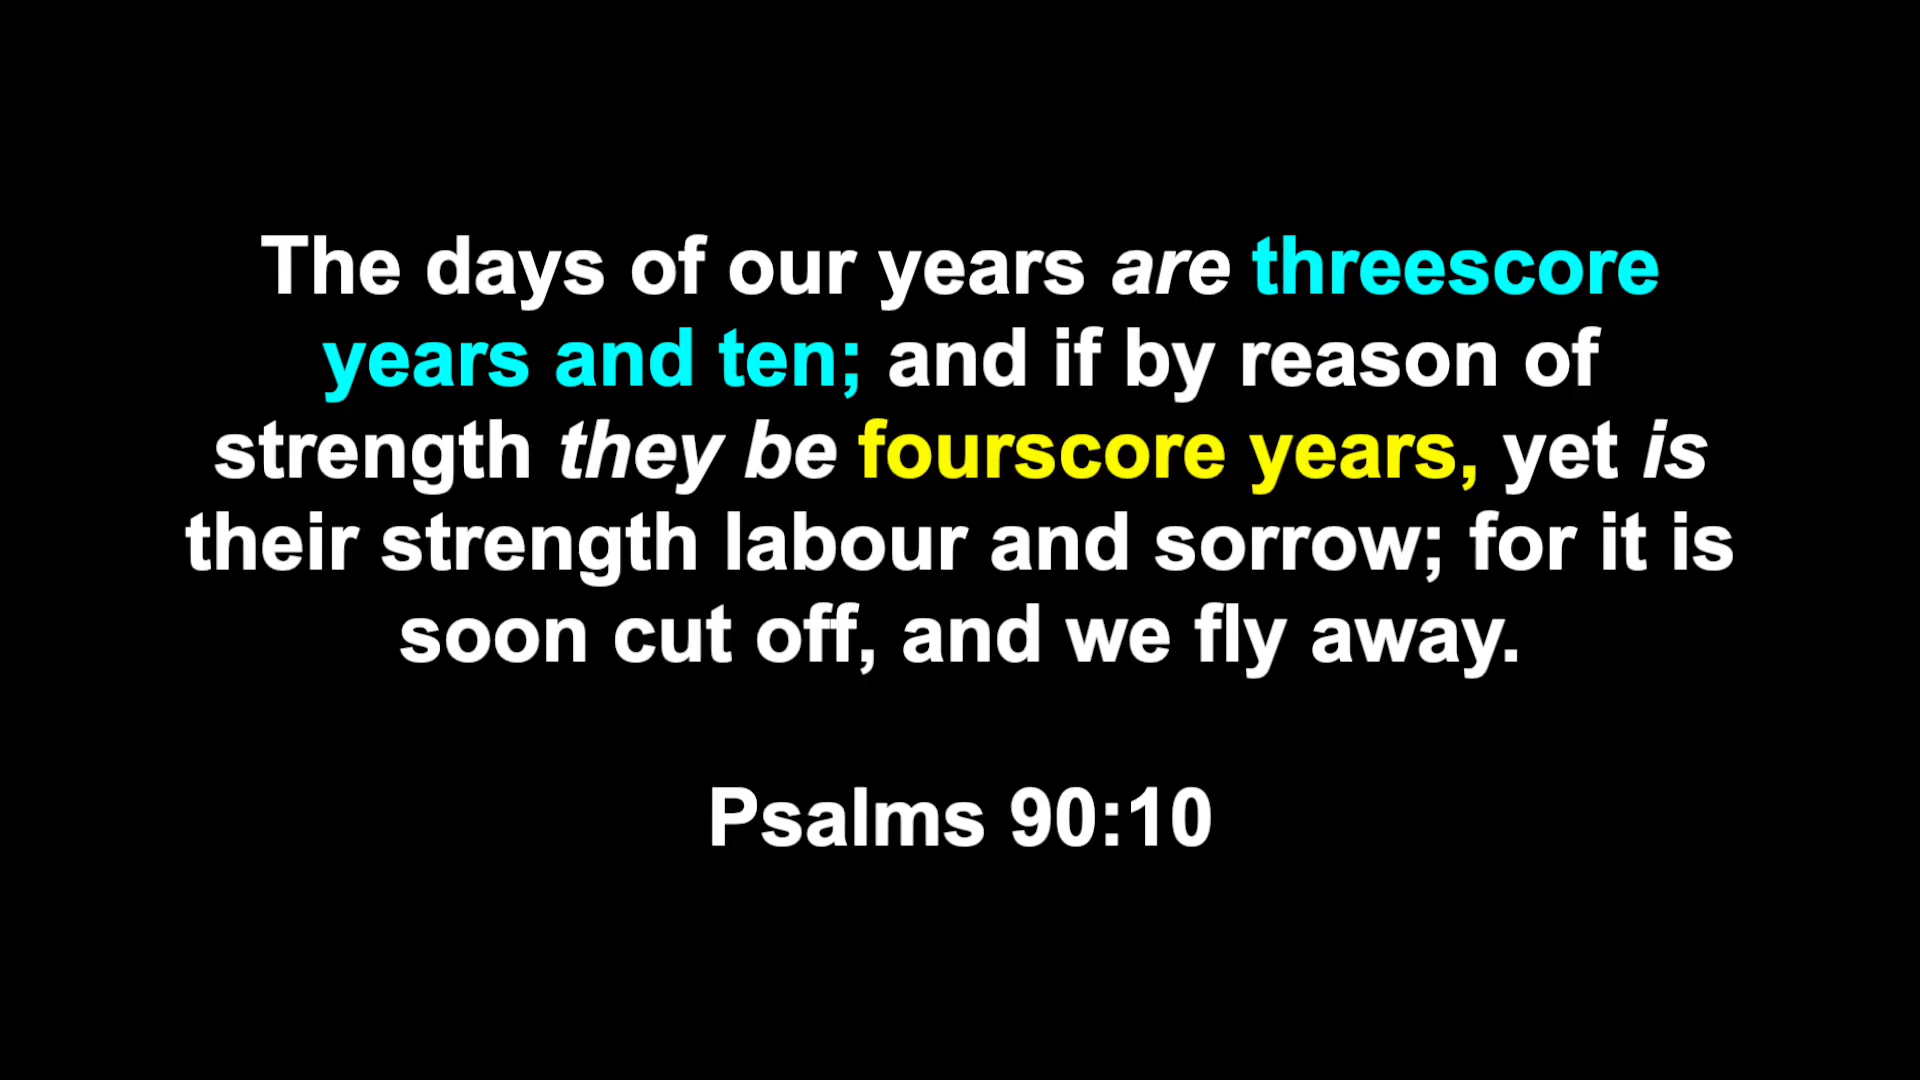 The days of our years are threescore
years and ten; and if by reason of
strength they be fourscore years, yet is
their strength labour and sorrow; for it is
soon cut off, and we fly away.
Psalms 90:10